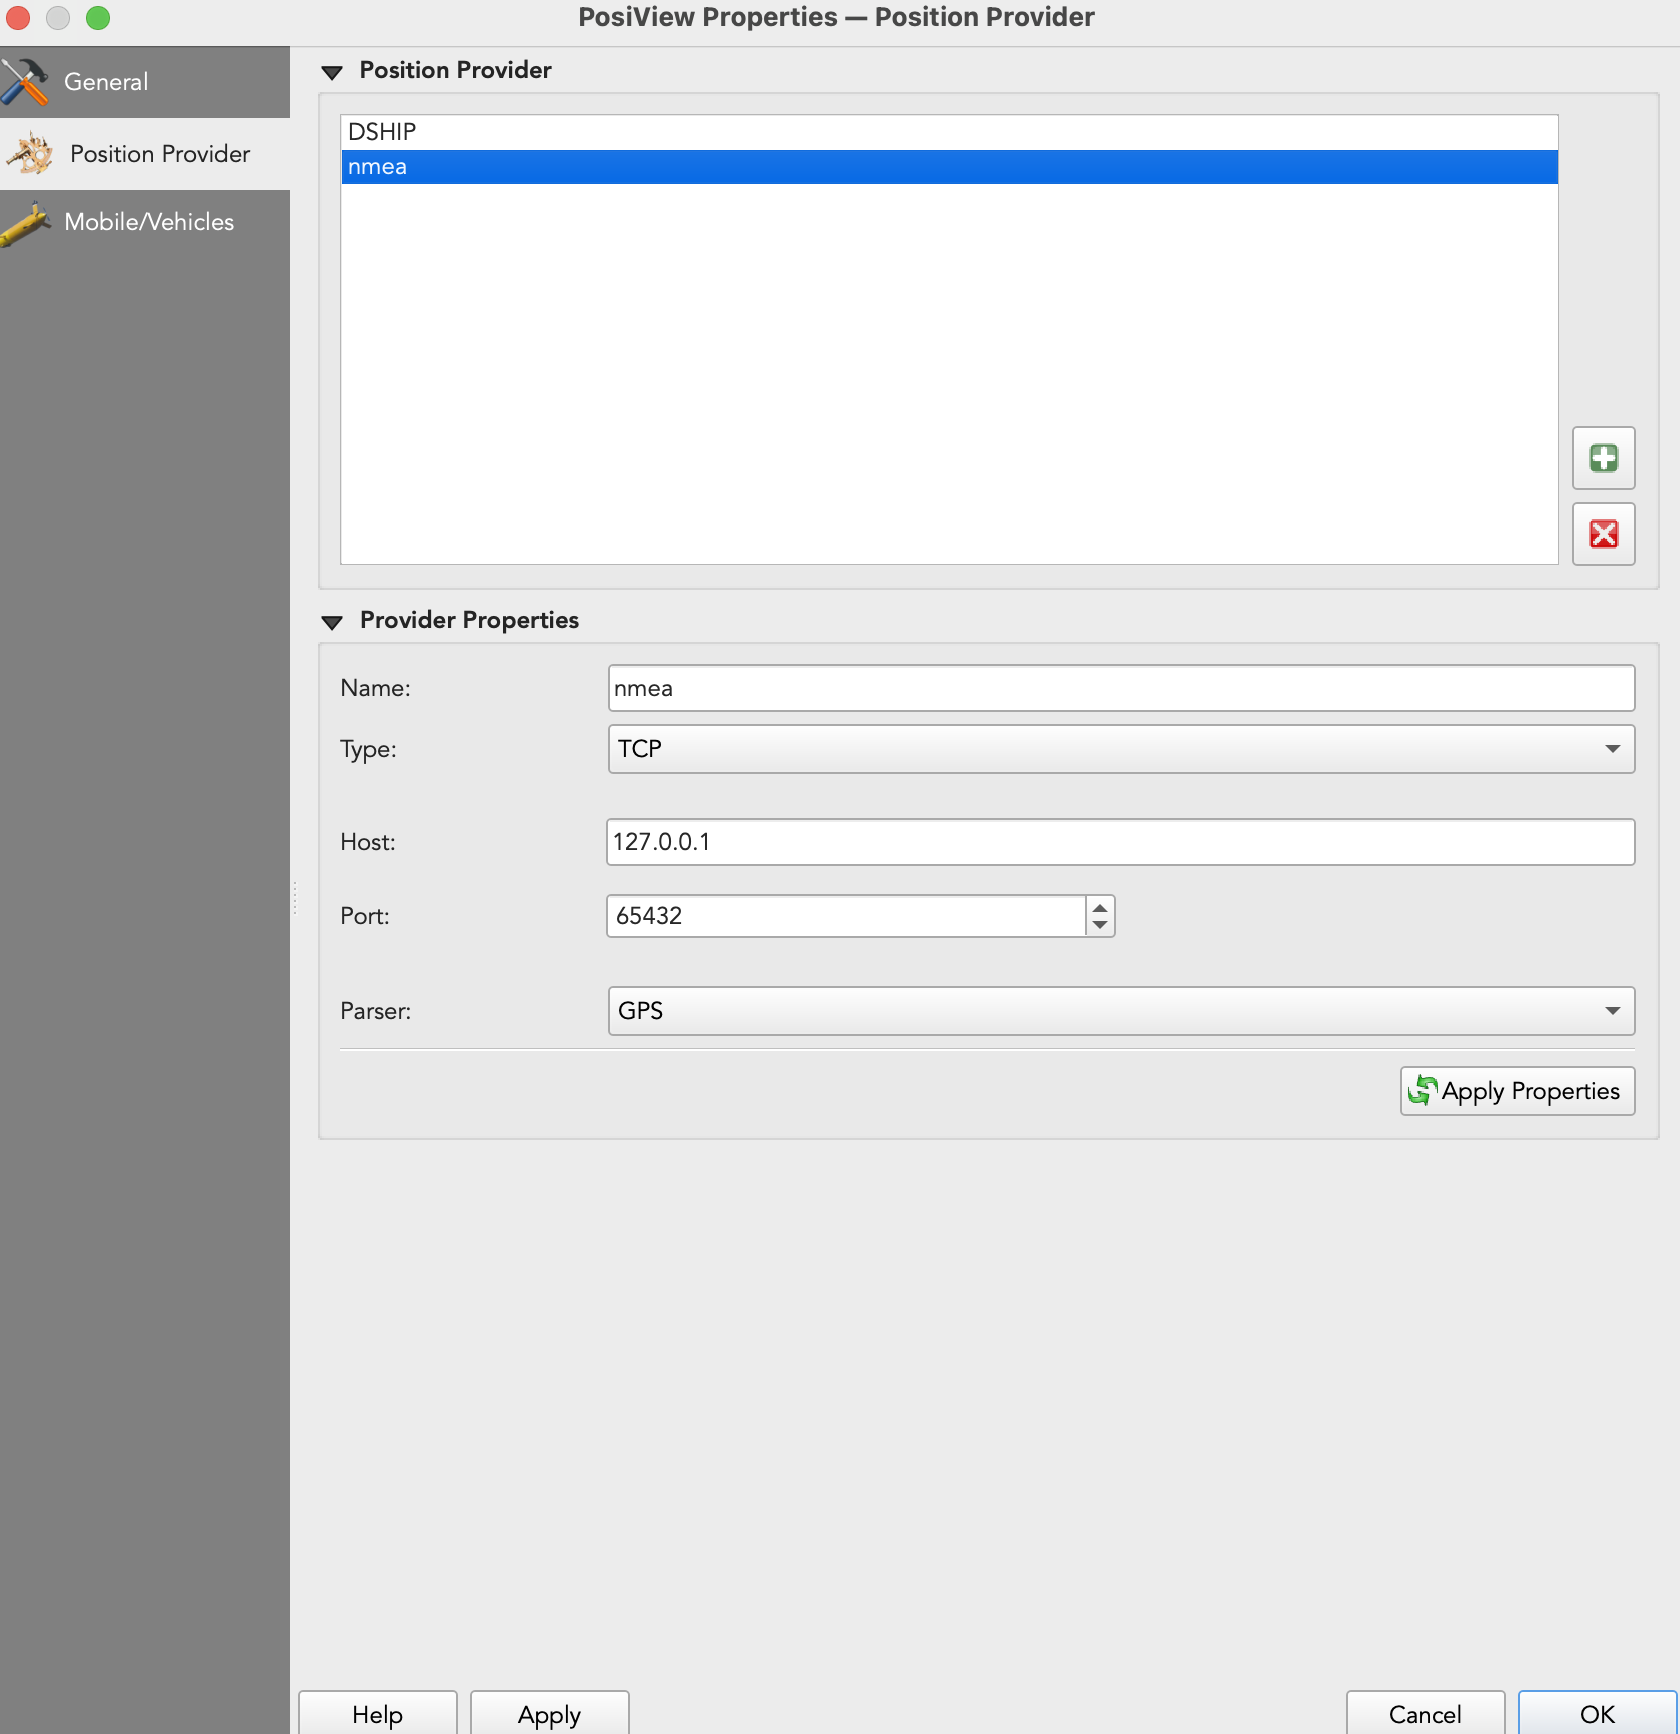 PosiView Properties — Position Provider
General
Position Provider
Mobile/Vehicles
Position Provider
DSHIP
nmea
Provider Properties
Name: nmea
Type: TCP
Host: 127.0.0.1
Port: 65432
Parser: GPS
Apply Properties
Help Apply Cancel OK